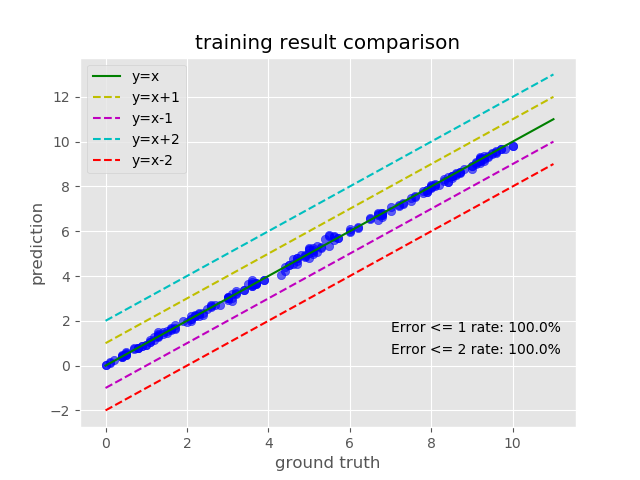 training result comparison
y=x
y=x+1
y=x-1
y=x+2
y=x-2
12
10
8
6
4
2
0
−2
prediction
Error <= 1 rate: 100.0%
Error <= 2 rate: 100.0%
0 2 4 6 8 10
ground truth